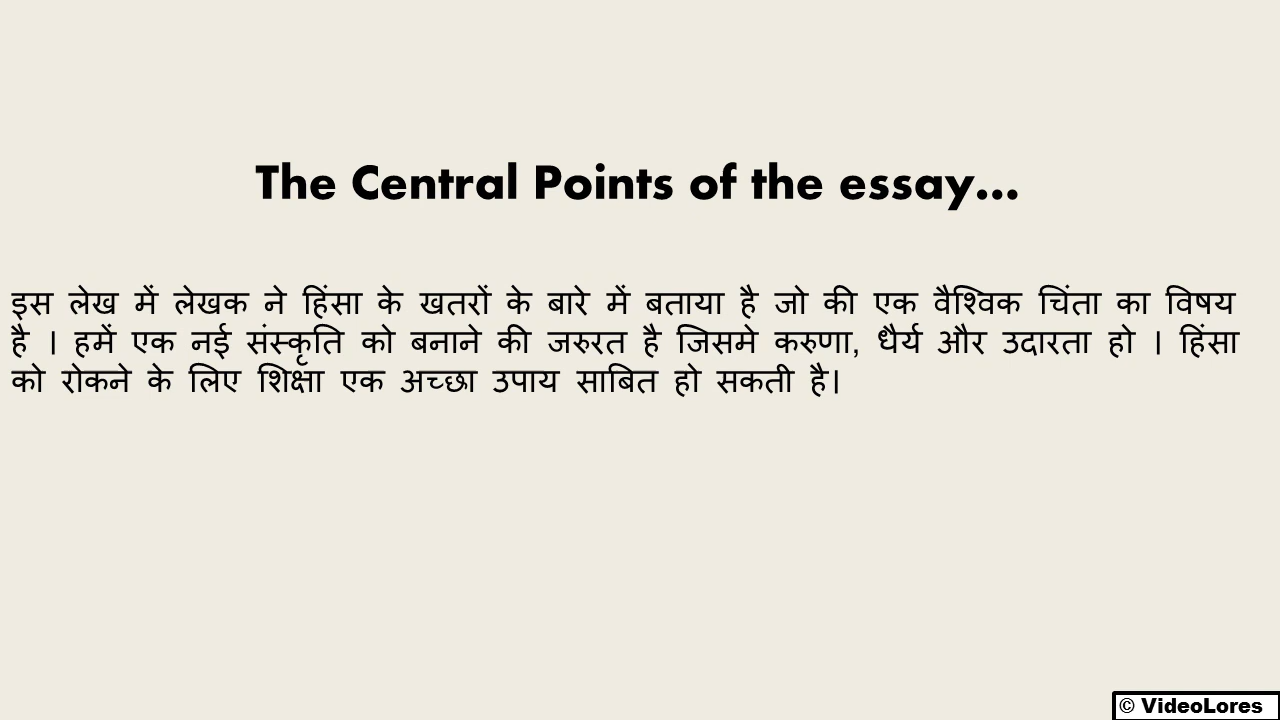 The Central Points of the essay...
इस लेख में लेखक ने हिंसा के खतरों के बारे में बताया है जो की एक वैश्विक चिंता का विषय
है । हमें एक नई संस्कृति को बनाने की जरुरत है जिसमे करुणा, धैर्य और उदारता हो । हिंसा
को रोकने के लिए शिक्षा एक अच्छा उपाय साबित हो सकती है।
© VideoLores